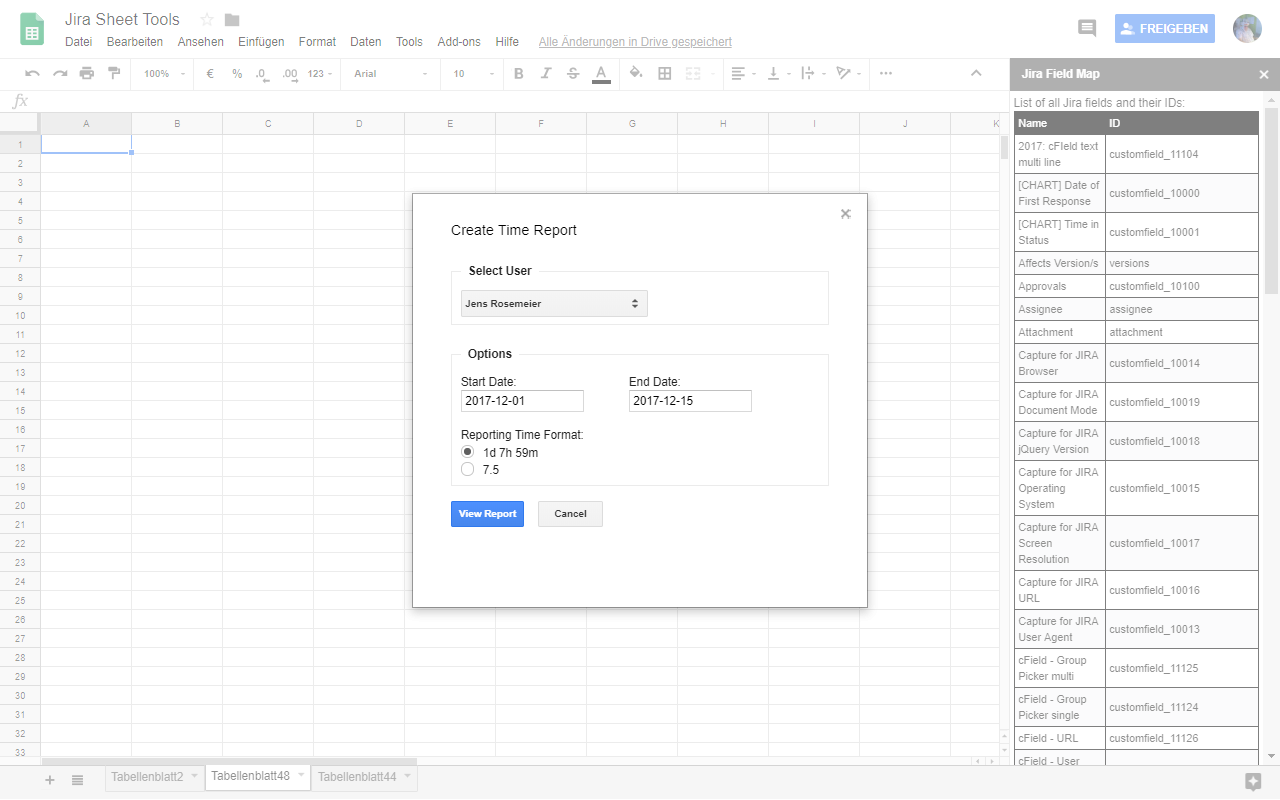 Jira Sheet Tools
Datei Bearbeiten Ansehen Einfügen Format Daten Tools Add-ons Hilfe Alle Änderungen in Drive gespeichert
FREIGEBEN
100% € % .0 .00 123 Arial 10 B I S A
fx
Jira Field Map
List of all Jira fields and their IDs:
Name ID
2017: cFIeld text multi line customfield_11104
[CHART] Date of First Response customfield_10000
[CHART] Time in Status customfield_10001
Affects Version/s versions
Approvals customfield_10100
Assignee assignee
Attachment attachment
Capture for JIRA Browser customfield_10014
Capture for JIRA Document Mode customfield_10019
Capture for JIRA jQuery Version customfield_10018
Capture for JIRA Operating System customfield_10015
Capture for JIRA Screen Resolution customfield_10017
Capture for JIRA URL customfield_10016
Capture for JIRA User Agent customfield_10013
cField - Group Picker multi customfield_11125
cField - Group Picker single customfield_11124
cField - URL customfield_11126
cField - User
A B C D E F G H I J K
1
2
3
4
5
6
7
8
9
10
11
12
13
14
15
16
17
18
19
20
21
22
23
24
25
26
27
28
29
30
31
32
33
Create Time Report
Select User
Jens Rosemeier
Options
Start Date: End Date:
2017-12-01 2017-12-15
Reporting Time Format:
1d 7h 59m
7.5
View Report Cancel
Tabellenblatt2 Tabellenblatt48 Tabellenblatt44